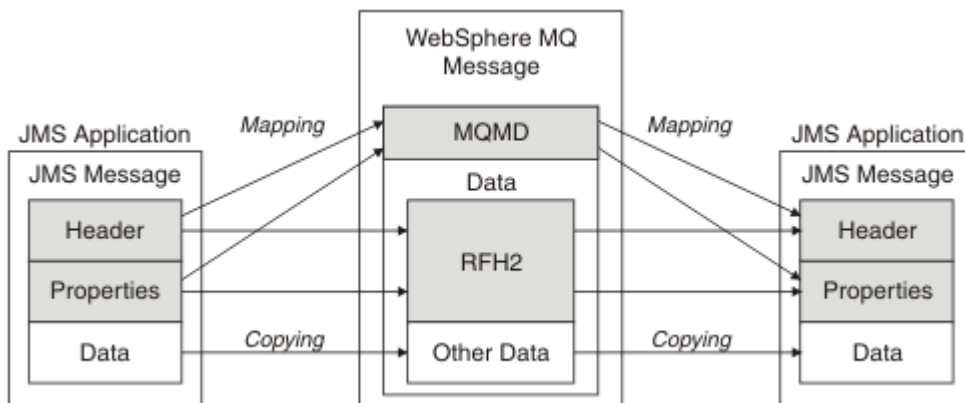 WebSphere MQ
Message
JMS Application
Mapping
MQMD
Mapping
JMS Application
JMS Message
Data
JMS Message
Header
Header
RFH2
Properties
Properties
Data
Copying
Other Data
Copying
Data